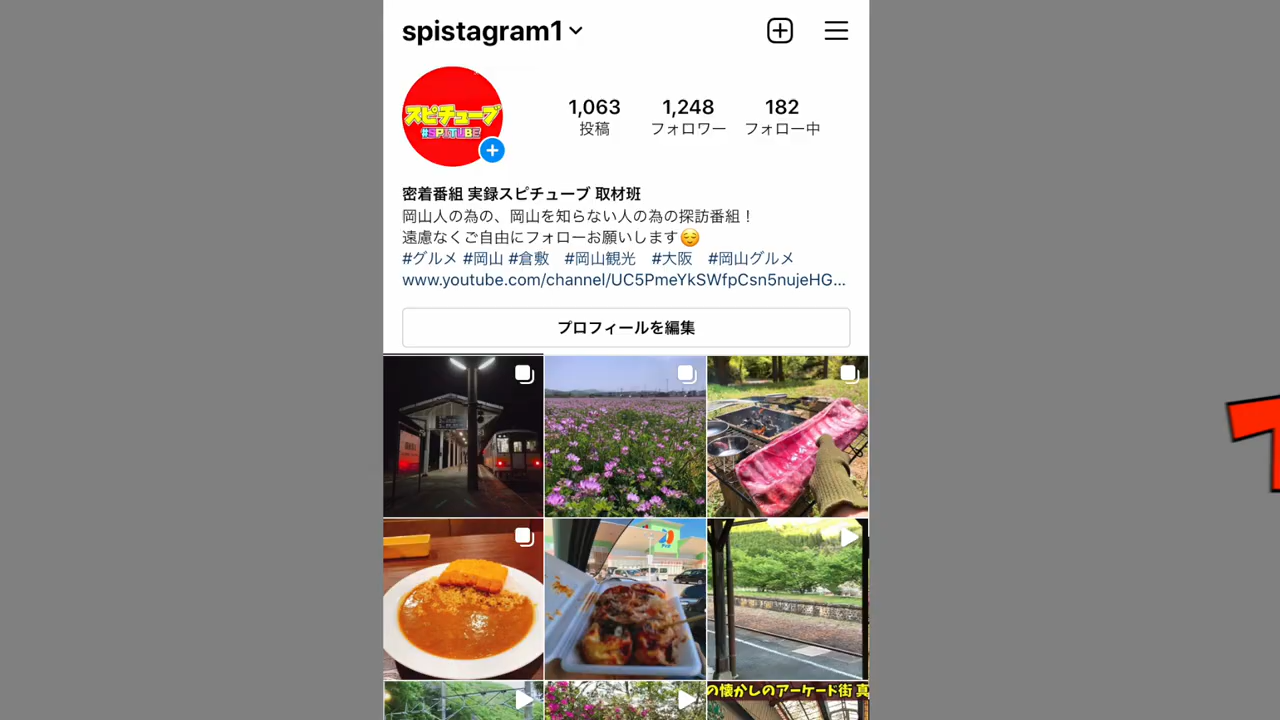 spistagram1
スピチューブ
#SPITUBE
1,063
投稿
1,248
フォロワー
182
フォロー中
密着番組 実録スピチューブ 取材班
岡山人の為の、岡山を知らない人の為の探訪番組！
遠慮なくご自由にフォローお願いします😌
#グルメ #岡山 #倉敷　#岡山観光　#大阪　#岡山グルメ
www.youtube.com/channel/UC5PmeYkSWfpCsn5nujeHG...
プロフィールを編集
の懐かしのアーケード街 真